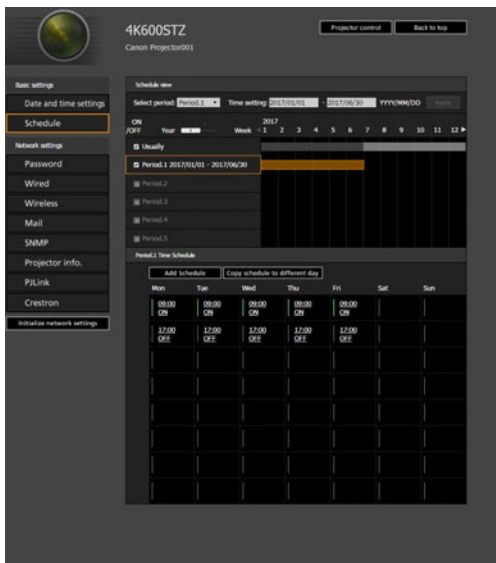 4K600STZ
Projector control
Back to top
Canon Projector001
Basic settings
Date and time settings
Schedule
Network settings
Password
Wired
Wireless
Mail
SNMP
Projector info.
PJLink
Crestron
Initialize network settings
Schedule view
Select period: Period.1 Time setting: 2017/01/01 - 2017/06/30 YYYY/MM/DD Apply
ON 2017
/OFF Year Week 1 2 3 4 5 6 7 8 9 10 11 12
Usually
Period.1 2017/01/01 - 2017/06/30
Period.2
Period.3
Period.4
Period.5
Period.1 Time Schedule
Add Schedule Copy schedule to different day
Mon Tue Wed Thu Fri Sat Sun
09:00 09:00 09:00 09:00 09:00
ON ON ON ON ON
17:00 17:00 17:00 17:00 17:00
OFF OFF OFF OFF OFF